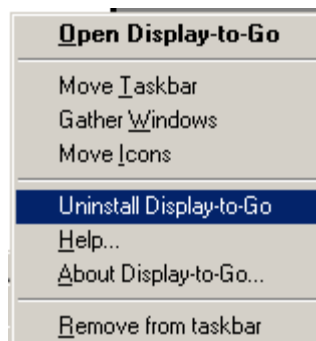 Open Display-to-Go
Move Taskbar
Gather Windows
Move Icons
Uninstall Display-to-Go
Help...
About Display-to-Go...
Remove from taskbar